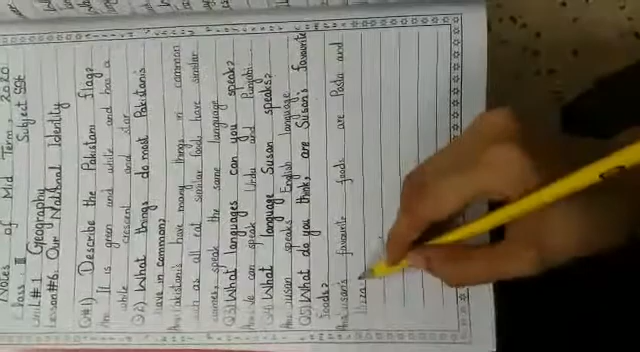 Notes of Mid Term, 2020
Class. III Subject SSt
Unit #1 Geography
Lesson #6. Our National Identity
Q#1) Describe the Pakistani flag?
Ans It is green and white and has a
white crescent and star
Q2) What things do most Pakistanis
have in common?
Ans Pakistanis have many things in common
such as all eat similar foods have similar
names, speak the same language
Q3) What languages can you speak?
Ans We can speak Urdu and Punjabi.
Q4) What language Susan speaks?
Ans Susan speaks English language
Q5) What do you think, are Susan's favourite
foods?
Ans Susan's favourite foods are Pasta and
Pizza.